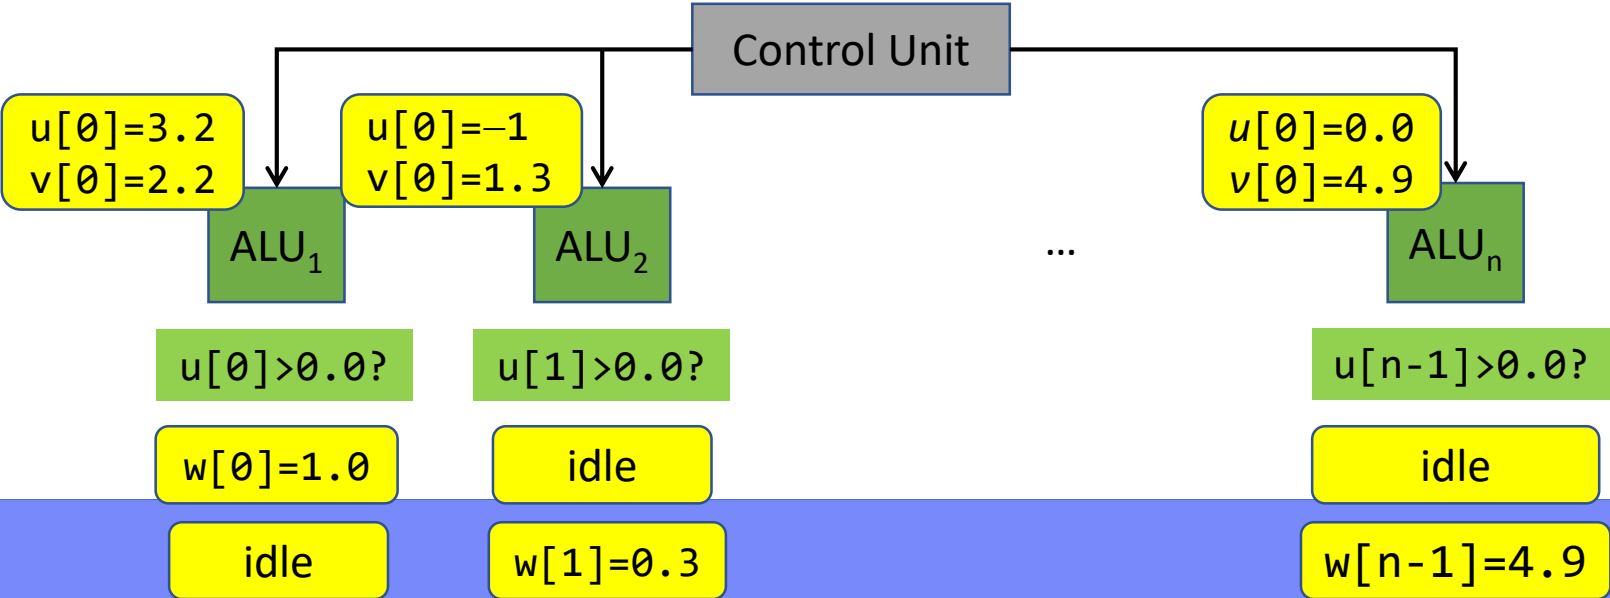 Control Unit
u[0]=3.2
v[0]=2.2
u[0]=−1
v[0]=1.3
u[0]=0.0
v[0]=4.9
ALU1
ALU2
...
ALUn
u[0]>0.0?
u[1]>0.0?
u[n-1]>0.0?
w[0]=1.0
idle
idle
idle
w[1]=0.3
w[n-1]=4.9